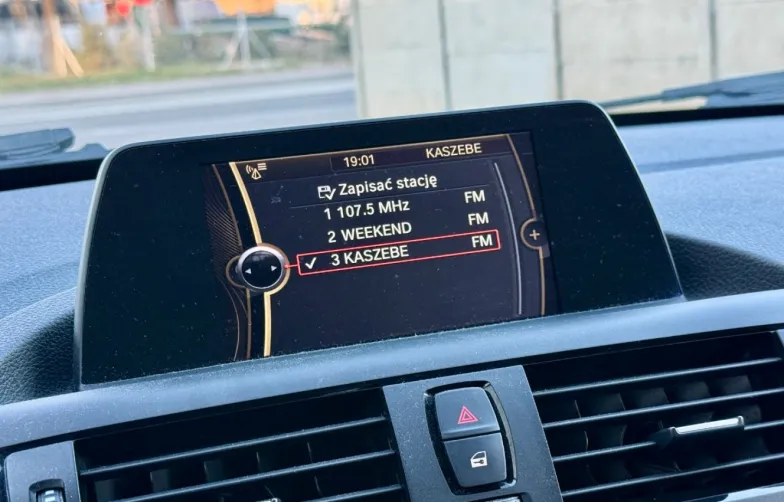 19:01 KASZEBE
Zapisać stację
1 107.5 MHz FM
2 WEEKEND FM
✓ 3 KASZEBE FM
+